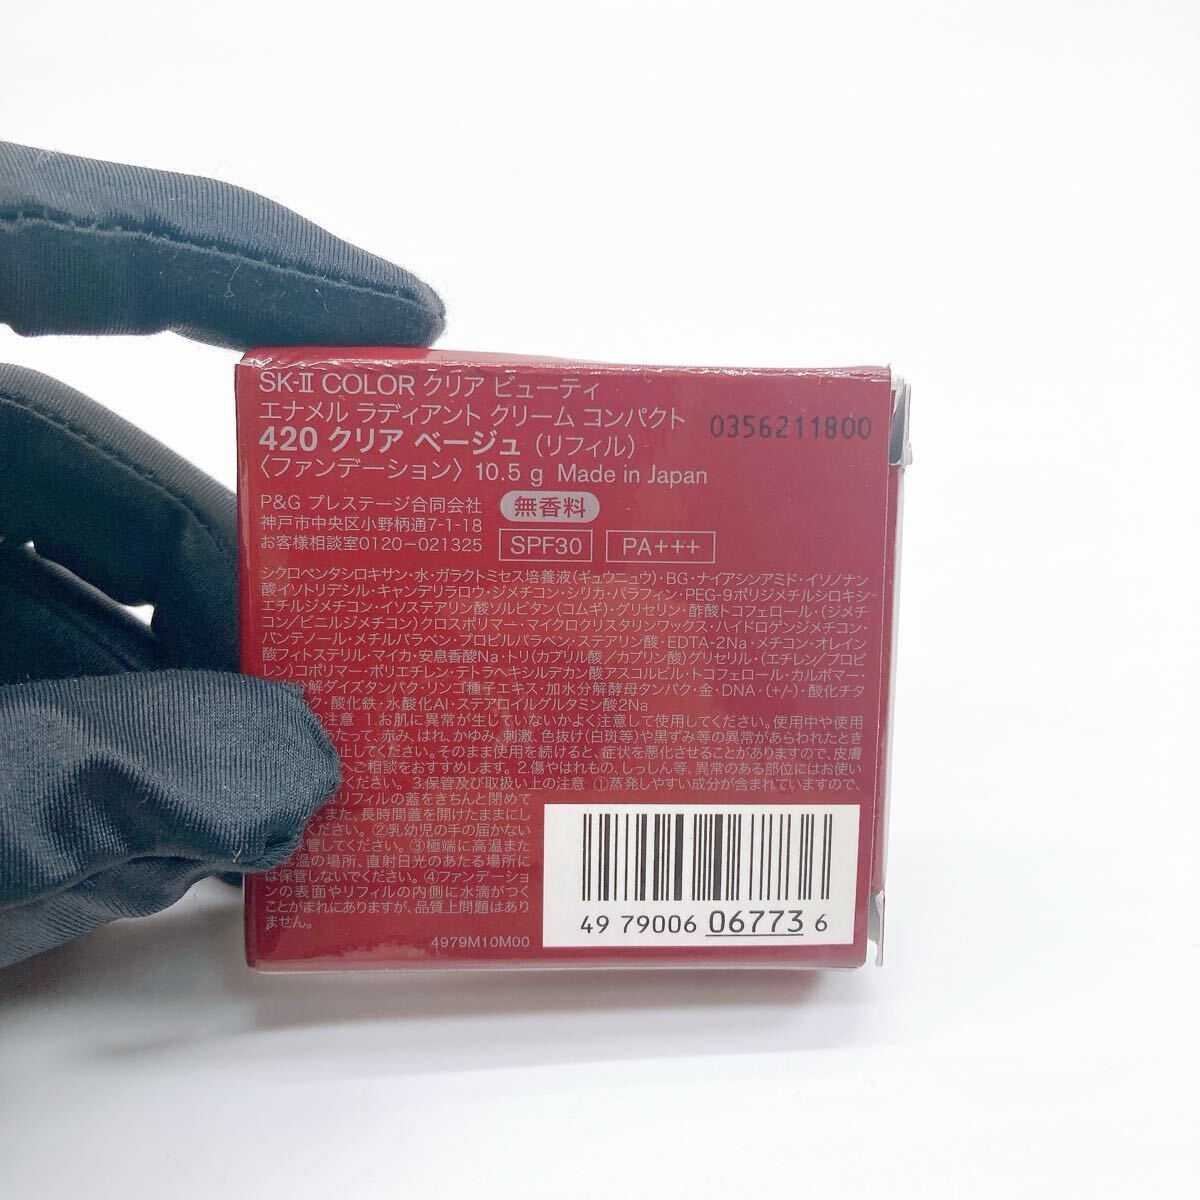 SK-II COLOR クリア ビューティ
エナメル ラディアント クリーム コンパクト
0356211800
420 クリア ベージュ（リフィル）
〈ファンデーション〉10.5 g Made in Japan
P&G プレステージ合同会社 無香料
神戸市中央区小野柄通7-1-18
お客様相談室0120-021325 SPF30 PA+++
シクロペンタシロキサン・水・ガラクトミセス培養液(ギュウニュウ)・BG・ナイアシンアミド・イソノナン
酸イソトリデシル・キャンデリラロウ・ジメチコン・シリカ・パラフィン・PEG-9ポリジメチルシロキシ
エチルジメチコン・イソステアリン酸ソルビタン(コムギ)・グリセリン・酢酸トコフェロール・(ジメチ
コン/ビニルジメチコン)クロスポリマー・マイクロクリスタリンワックス・ハイドロゲンジメチコン・
パンテノール・メチルパラベン・プロピルパラベン・ステアリン酸・EDTA-2Na・メチコン・オレイン
酸フィトステリル・マイカ・安息香酸Na・トリ(カプリル酸／カプリン酸)グリセリル・(エチレン/プロピ
レン)コポリマー・ポリエチレン・テトラヘキシルデカン酸アスコルビル・トコフェロール・カルボマー・
分解ダイズタンパク・リンゴ種子エキス・加水分解酵母タンパク・金・DNA・(+/-)・酸化チタ
ク・酸化鉄・水酸化Al・ステアロイルグルタミン酸2Na
の注意 1.お肌に異常が生じていないかよく注意して使用してください。使用中や使用
たって、赤み、はれ、かゆみ、刺激、色抜け(白斑等)や黒ずみ等の異常があらわれたとき
止してください。そのまま使用を続けると、症状を悪化させることがありますので、皮膚
へご相談をおすすめします。2.傷やはれもの、しっしん等、異常のある部位にはお使い
ください。3.保管及び取扱い上の注意 ①蒸発しやすい成分が含まれていますので、
はリフィルの蓋をきちんと閉めて
また、長時間蓋を開けたままにし
ください。②乳幼児の手の届かない
管してください。③極端に高温また
温の場所、直射日光のあたる場所に
は保管しないでください。④ファンデーショ
ンの表面やリフィルの内側に水滴がつく
ことがまれにありますが、品質上問題はあり
ません。
4979M10M00
49 79006 06773 6